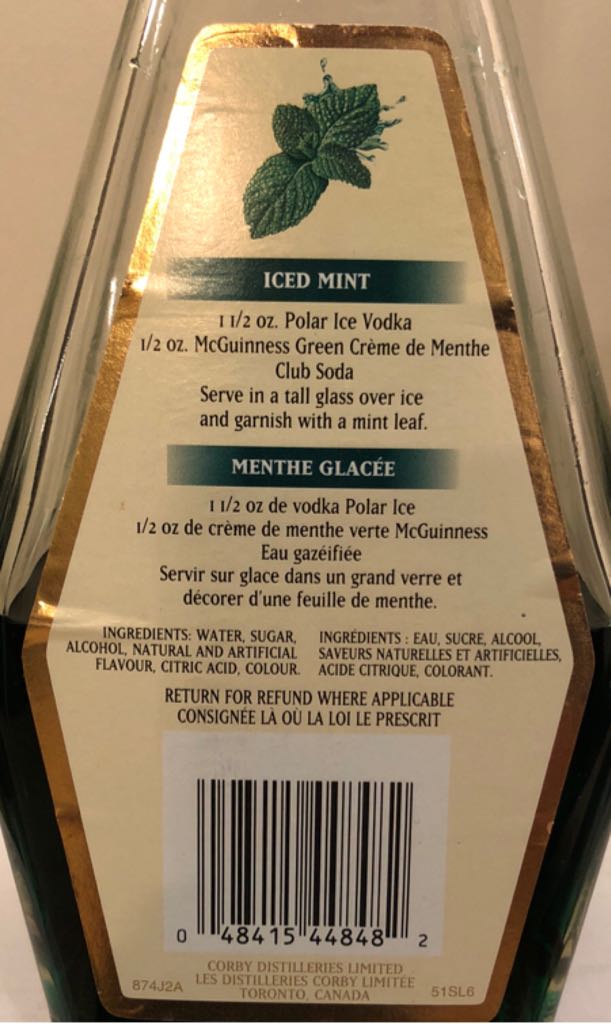 ICED MINT
1 1/2 oz. Polar Ice Vodka
1/2 oz. McGuinness Green Crème de Menthe
Club Soda
Serve in a tall glass over ice
and garnish with a mint leaf.
MENTHE GLACÉE
1 1/2 oz de vodka Polar Ice
1/2 oz de crème de menthe verte McGuinness
Eau gazéifiée
Servir sur glace dans un grand verre et
décorer d'une feuille de menthe.
INGREDIENTS: WATER, SUGAR,
ALCOHOL, NATURAL AND ARTIFICIAL
FLAVOUR, CITRIC ACID, COLOUR.
INGRÉDIENTS : EAU, SUCRE, ALCOOL,
SAVEURS NATURELLES ET ARTIFICIELLES,
ACIDE CITRIQUE, COLORANT.
RETURN FOR REFUND WHERE APPLICABLE
CONSIGNÉE LÀ OÙ LA LOI LE PRESCRIT
0 48415 44848 2
CORBY DISTILLERIES LIMITED
LES DISTILLERIES CORBY LIMITÉE
TORONTO, CANADA
874J2A
51SL6